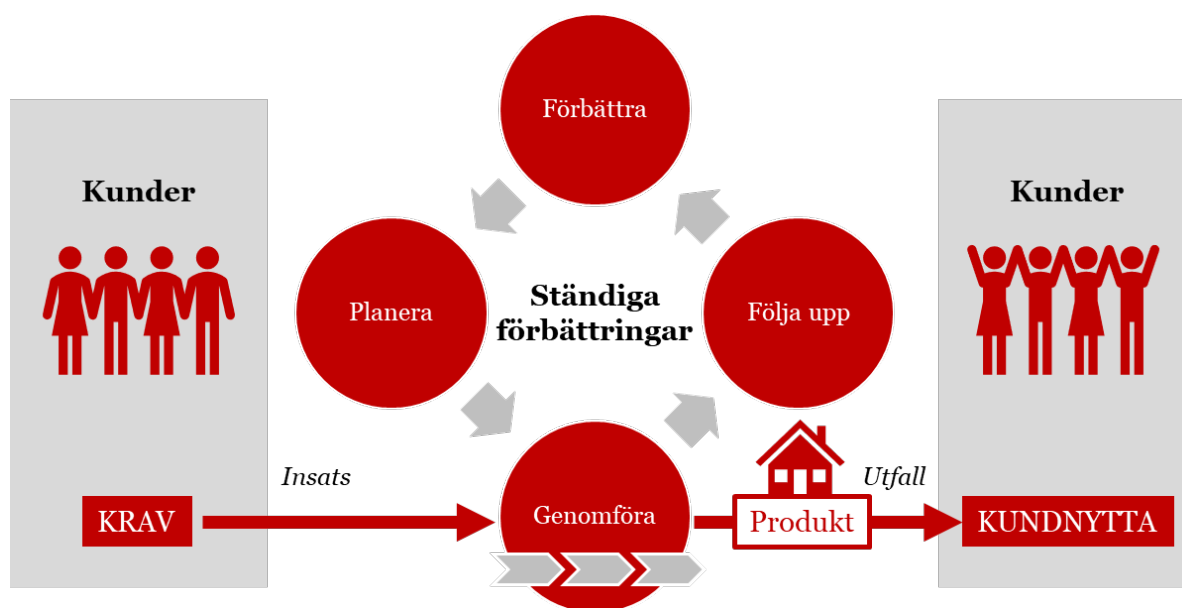 Förbättra
Kunder
Kunder
Planera
Ständiga
förbättringar
Följa upp
Insats
Utfall
KRAV
Genomföra
Produkt
KUNDNYTTA